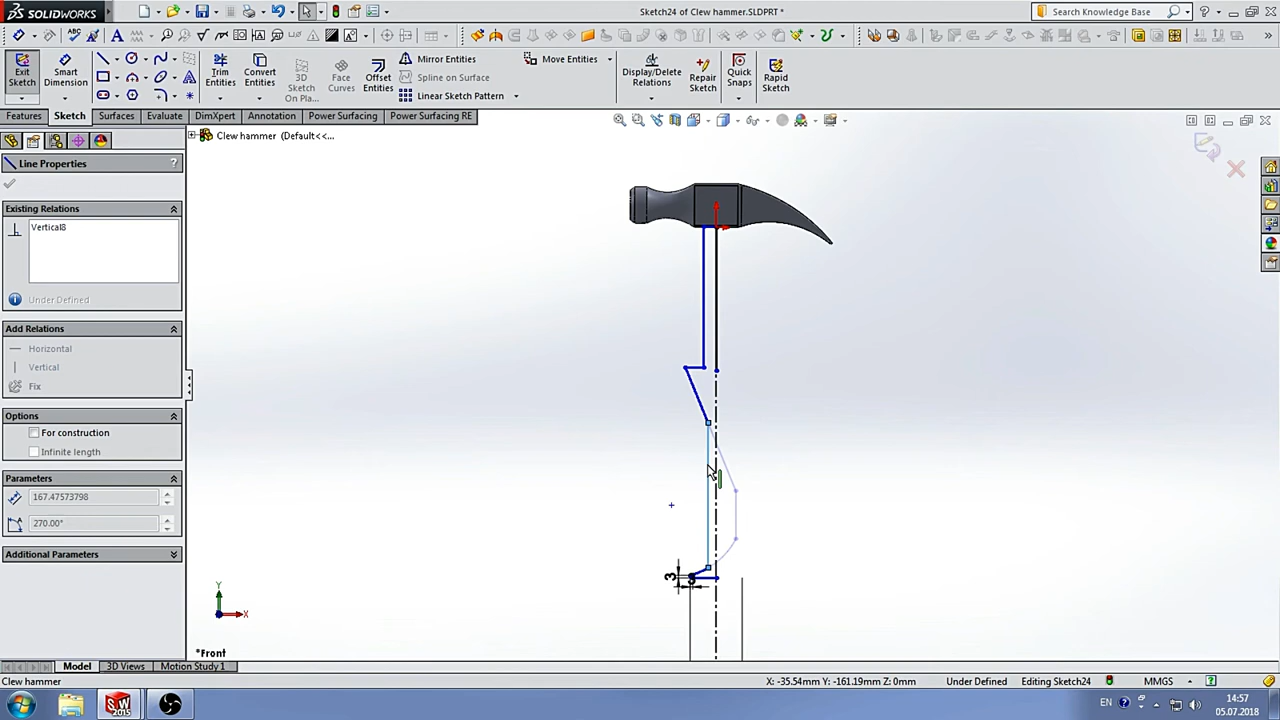 SOLIDWORKS
Sketch24 of Clew hammer.SLDPRT *
Search Knowledge Base
Exit Sketch
Smart Dimension
Trim Entities
Convert Entities
3D Sketch On Pla...
Face Curves
Offset Entities
Mirror Entities
Spline on Surface
Linear Sketch Pattern
Move Entities
Display/Delete Relations
Repair Sketch
Quick Snaps
Rapid Sketch
Features
Sketch
Surfaces
Evaluate
DimXpert
Annotation
Power Surfacing
Power Surfacing RE
Clew hammer (Default<<...
Line Properties
?
Existing Relations
Vertical8
Under Defined
Add Relations
Horizontal
Vertical
Fix
Options
For construction
Infinite length
Parameters
167.47573798
270.00°
Additional Parameters
3
Y
X
*Front
Model
3D Views
Motion Study 1
Clew hammer
X: -35.54mm Y: -161.19mm Z: 0mm
Under Defined
Editing Sketch24
MMGS
EN
14:57
05.07.2018